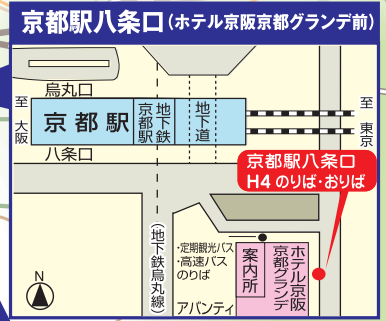 京都駅八条口(ホテル京阪京都グランデ前)
烏丸口
至 大阪
京都駅
地下鉄
京都駅
地下道
至 東京
八条口
京都駅八条口
H4 のりば・おりば
(地下鉄烏丸線)
・定期観光バス
・高速バス
のりば
案内所
ホテル京阪
京都グランデ
アバンティ
N